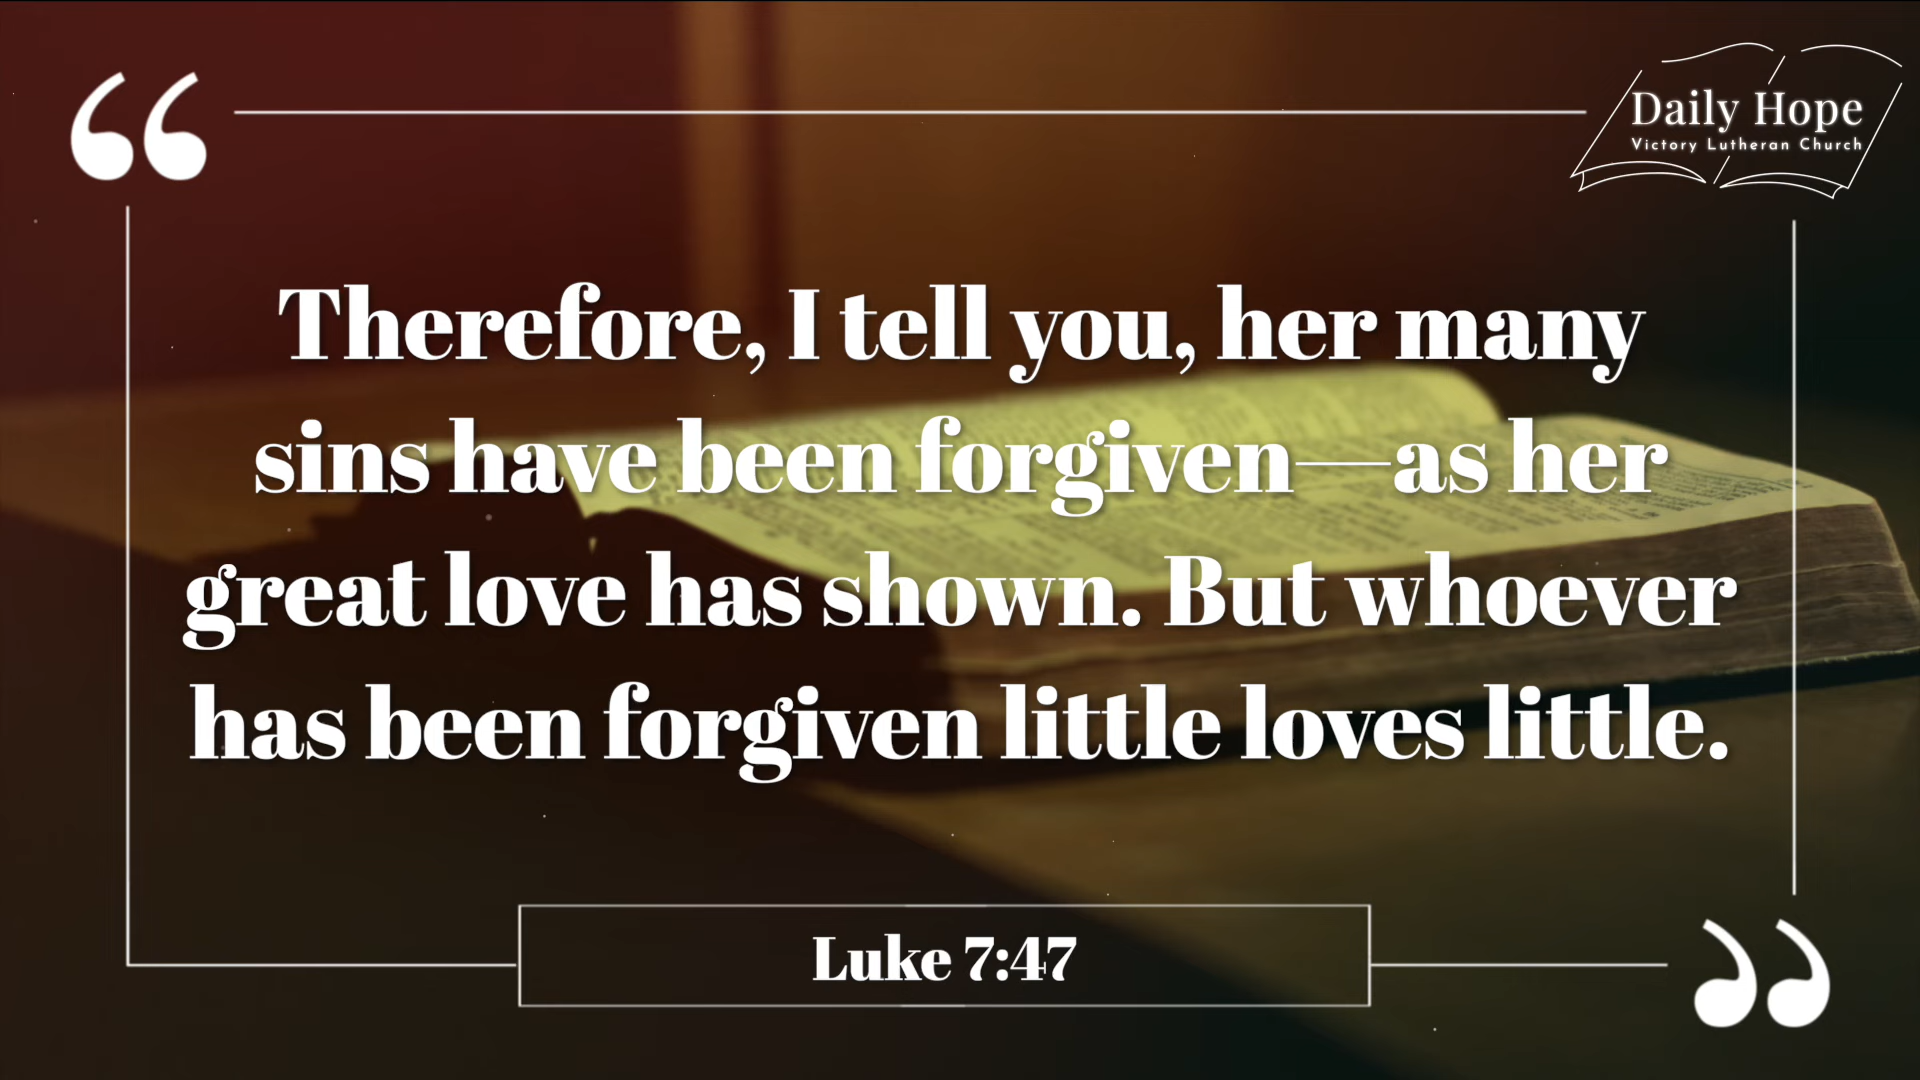 Daily Hope
Victory Lutheran Church
“
Therefore, I tell you, her many
sins have been forgiven—as her
great love has shown. But whoever
has been forgiven little loves little.
Luke 7:47
”